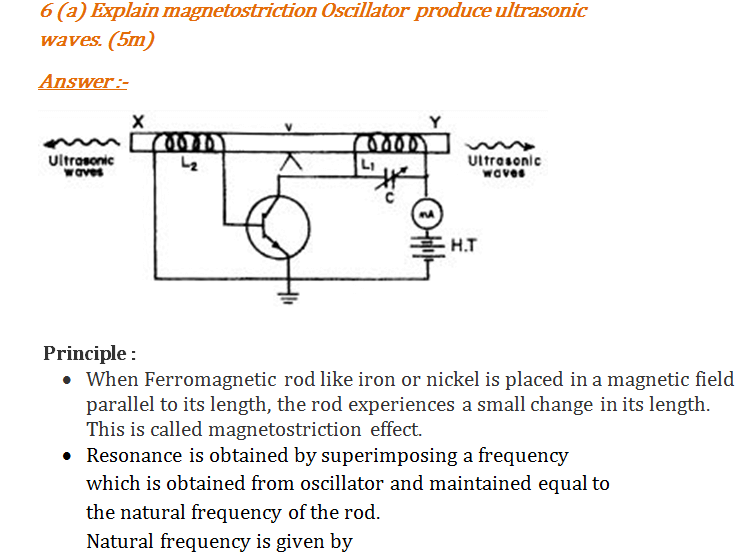 6 (a) Explain magnetostriction Oscillator produce ultrasonic
waves. (5m)
Answer:-
X
Y
V
Ultrasonic
waves
L2
L1
Ultrasonic
waves
C
mA
H.T
Principle :
• When Ferromagnetic rod like iron or nickel is placed in a magnetic field
parallel to its length, the rod experiences a small change in its length.
This is called magnetostriction effect.
• Resonance is obtained by superimposing a frequency
which is obtained from oscillator and maintained equal to
the natural frequency of the rod.
Natural frequency is given by